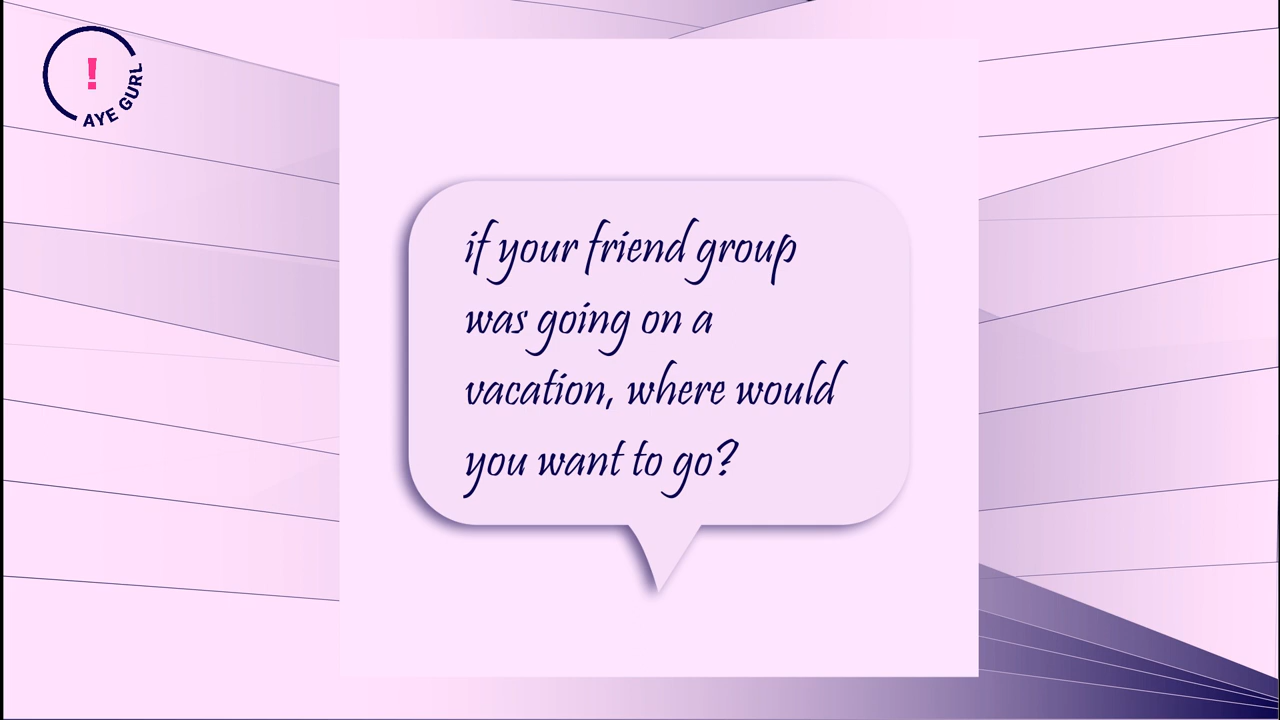 !
AYE GURL
if your friend group
was going on a
vacation, where would
you want to go?